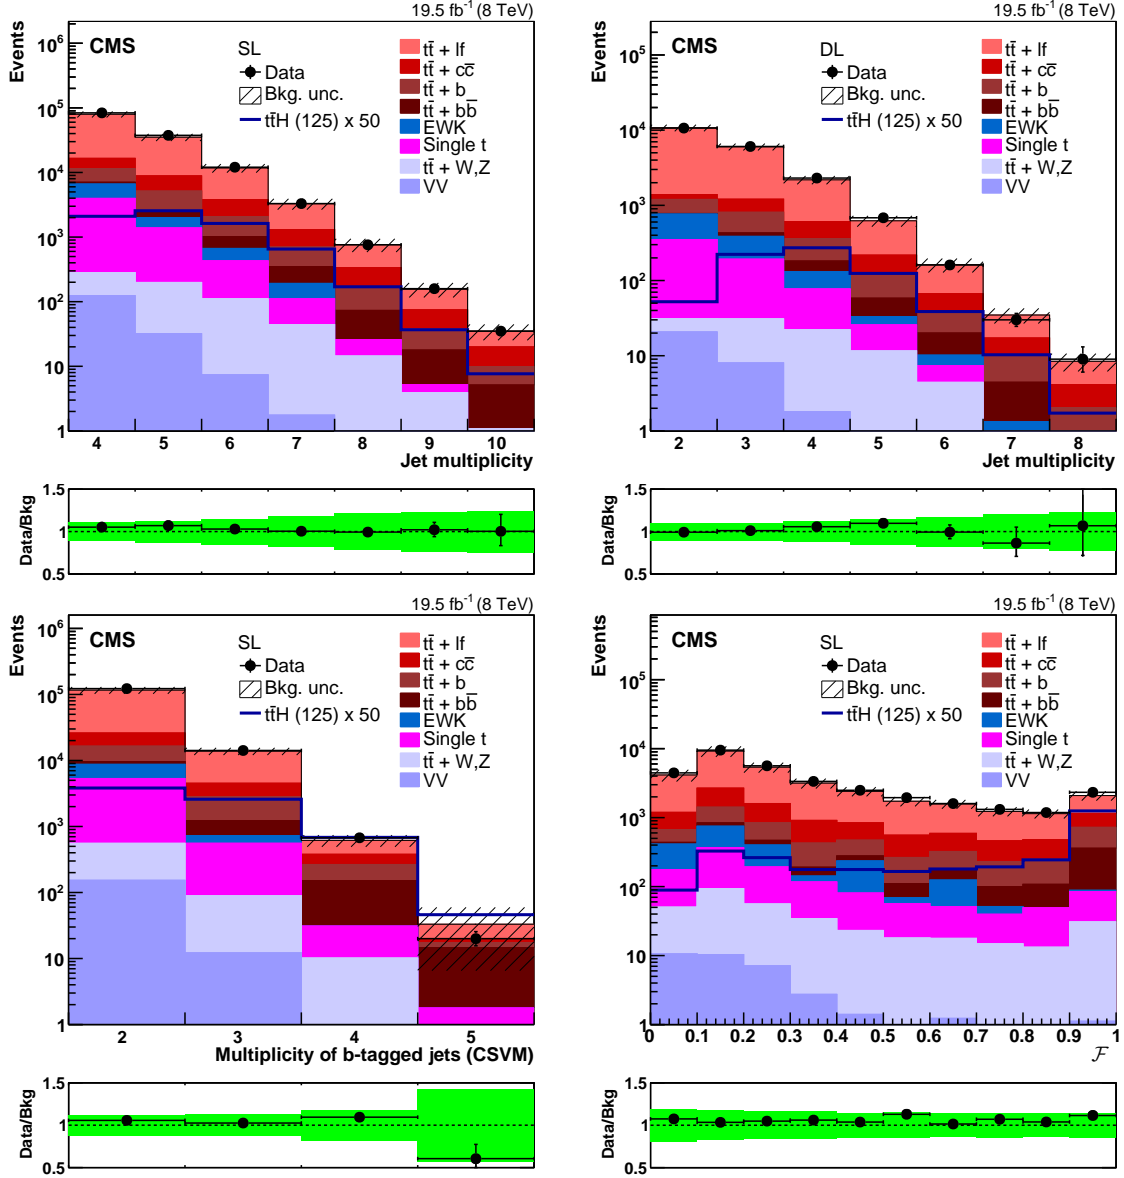 19.5 fb⁻¹ (8 TeV)
Events
10⁶
10⁵
10⁴
10³
10²
10
1
CMS
SL
Data
Bkg. unc.
tt̄H (125) x 50
tt̄ + lf
tt̄ + cc̄
tt̄ + b
tt̄ + bb̄
EWK
Single t
tt̄ + W,Z
VV
4 5 6 7 8 9 10
Jet multiplicity
Data/Bkg
1.5
1
0.5
19.5 fb⁻¹ (8 TeV)
Events
10⁵
10⁴
10³
10²
10
1
CMS
DL
Data
Bkg. unc.
tt̄H (125) x 50
tt̄ + lf
tt̄ + cc̄
tt̄ + b
tt̄ + bb̄
EWK
Single t
tt̄ + W,Z
VV
2 3 4 5 6 7 8
Jet multiplicity
Data/Bkg
1.5
1
0.5
19.5 fb⁻¹ (8 TeV)
Events
10⁶
10⁵
10⁴
10³
10²
10
1
CMS
SL
Data
Bkg. unc.
tt̄H (125) x 50
tt̄ + lf
tt̄ + cc̄
tt̄ + b
tt̄ + bb̄
EWK
Single t
tt̄ + W,Z
VV
2 3 4 5
Multiplicity of b-tagged jets (CSVM)
Data/Bkg
1.5
1
0.5
19.5 fb⁻¹ (8 TeV)
Events
10⁵
10⁴
10³
10²
10
1
CMS
SL
Data
Bkg. unc.
tt̄H (125) x 50
tt̄ + lf
tt̄ + cc̄
tt̄ + b
tt̄ + bb̄
EWK
Single t
tt̄ + W,Z
VV
0 0.1 0.2 0.3 0.4 0.5 0.6 0.7 0.8 0.9 1
ℱ
Data/Bkg
1.5
1
0.5